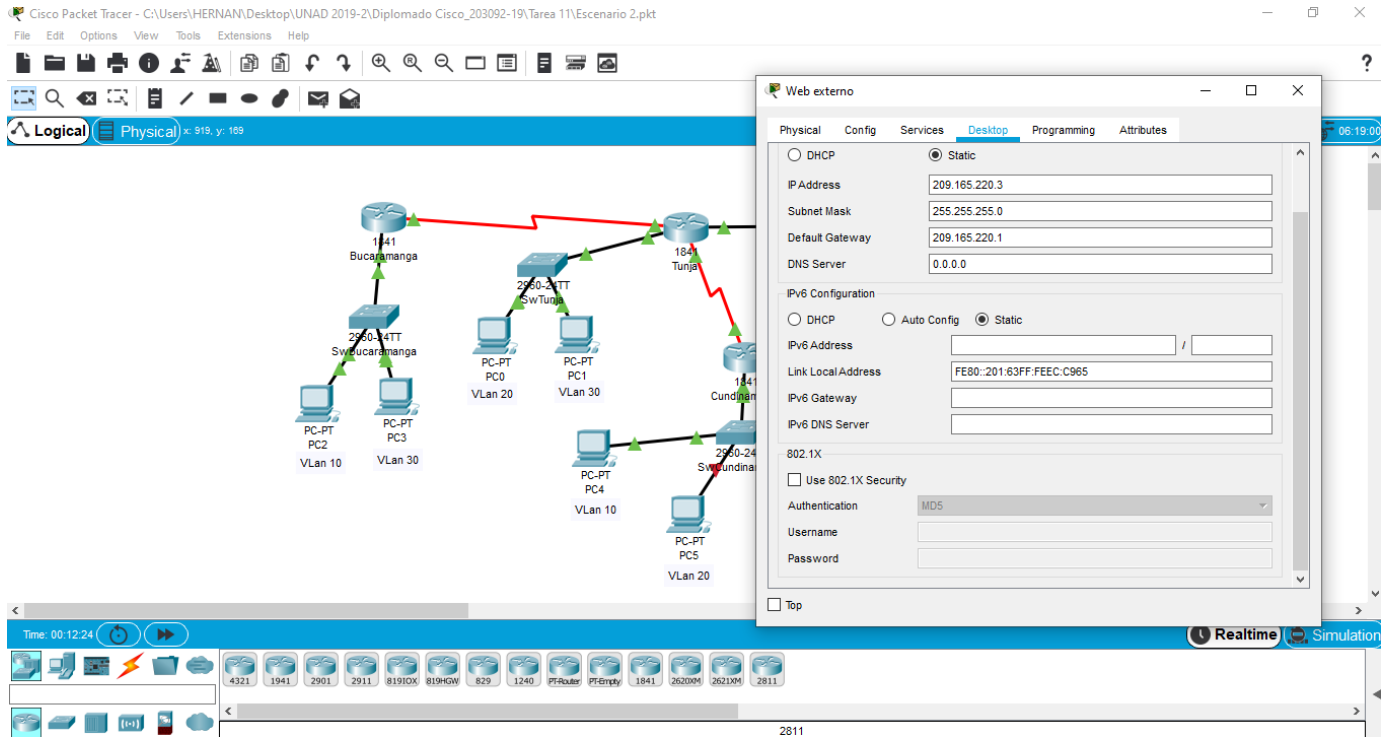 Cisco Packet Tracer - C:\Users\HERNAN\Desktop\UNAD 2019-2\Diplomado Cisco_203092-19\Tarea 11\Escenario 2.pkt
File Edit Options View Tools Extensions Help
?
Logical Physical x: 919, y: 169
06:19:00
1841
Bucaramanga
2960-24TT
SwBucaramanga
PC-PT
PC2
VLan 10
PC-PT
PC3
VLan 30
1841
Tunja
2960-24TT
SwTunja
PC-PT
PC0
VLan 20
PC-PT
PC1
VLan 30
1841
Cundinam
2960-24
SwCundina
PC-PT
PC4
VLan 10
PC-PT
PC5
VLan 20
Web externo
Physical Config Services Desktop Programming Attributes
DHCP Static
IP Address 209.165.220.3
Subnet Mask 255.255.255.0
Default Gateway 209.165.220.1
DNS Server 0.0.0.0
IPv6 Configuration
DHCP Auto Config Static
IPv6 Address /
Link Local Address FE80::201:63FF:FEEC:C965
IPv6 Gateway
IPv6 DNS Server
802.1X
Use 802.1X Security
Authentication MD5
Username
Password
Top
Time: 00:12:24
Realtime Simulation
4321 1941 2901 2911 819IOX 819HGW 829 1240 PT-Router PT-Empty 1841 2620XM 2621XM 2811
2811